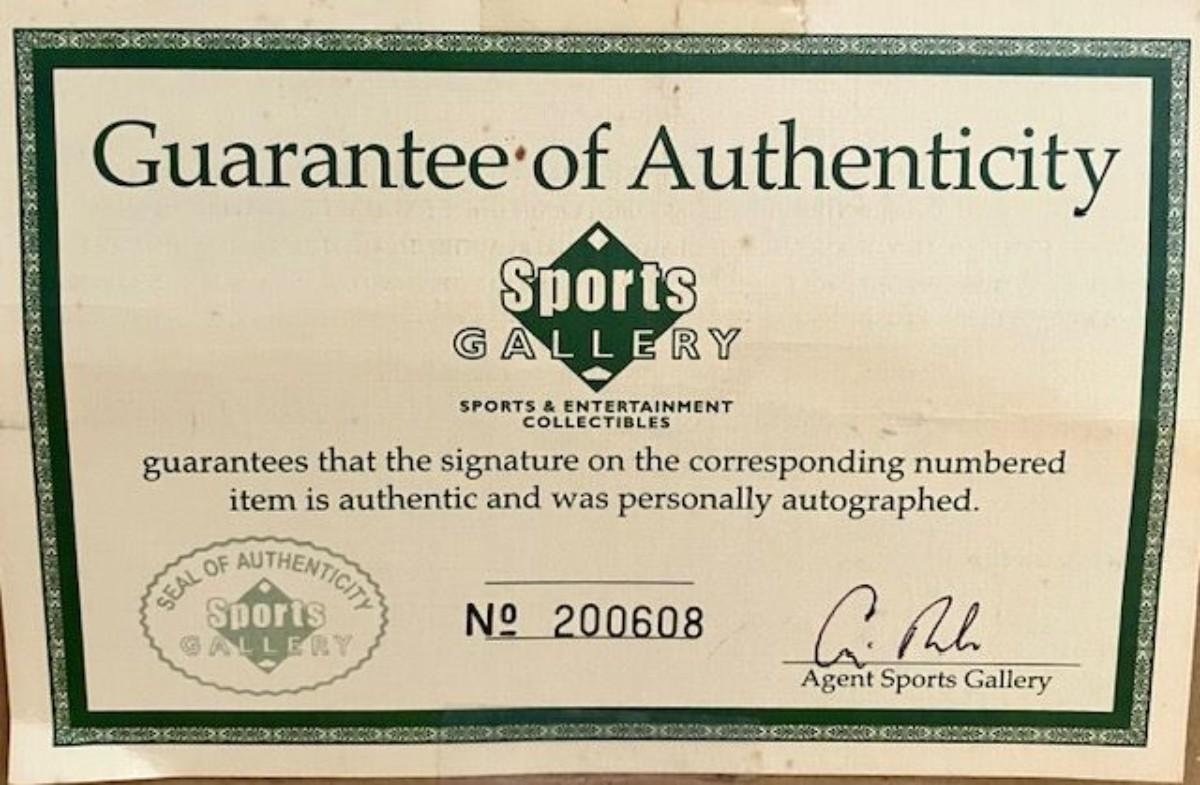 Guarantee of Authenticity
Sports
GALLERY
SPORTS & ENTERTAINMENT
COLLECTIBLES
guarantees that the signature on the corresponding numbered
item is authentic and was personally autographed.
SEAL OF AUTHENTICITY
Sports
GALLERY
Nº 200608
Agent Sports Gallery